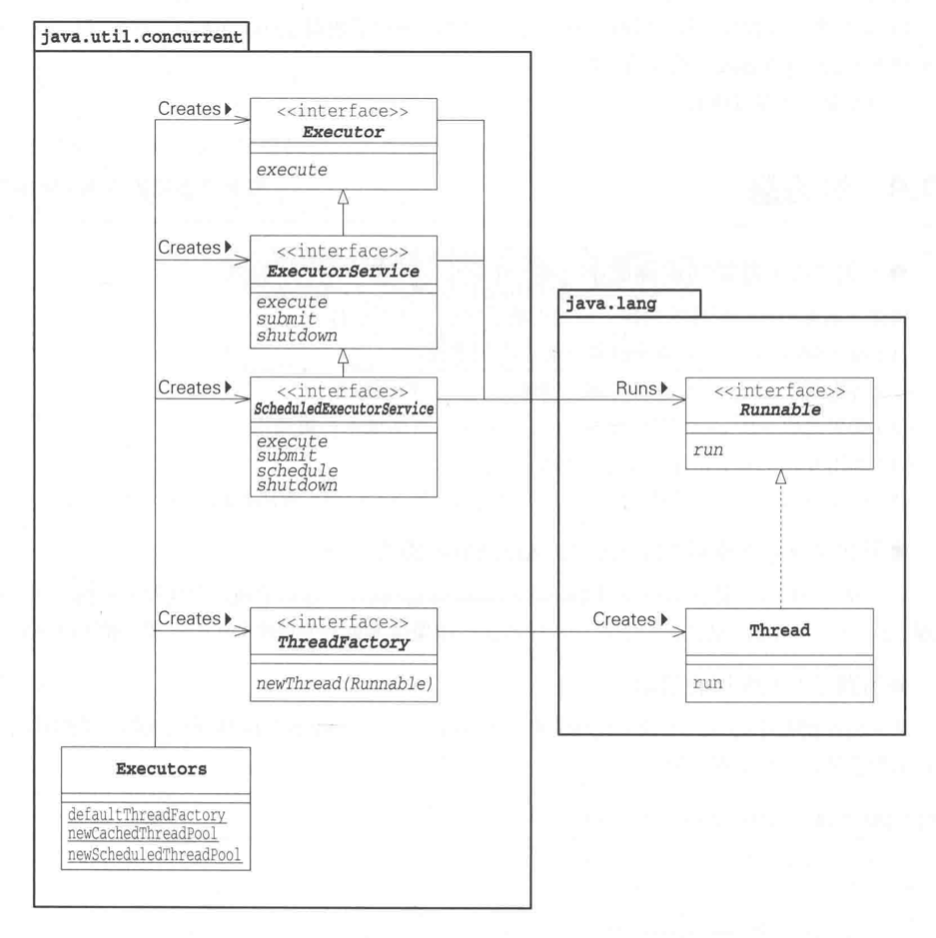 java.util.concurrent
Creates
<<interface>>
Executor
execute
Creates
<<interface>>
ExecutorService
execute
submit
shutdown
java.lang
Creates
<<interface>>
ScheduledExecutorService
execute
submit
schedule
shutdown
Runs
<<interface>>
Runnable
run
Creates
<<interface>>
ThreadFactory
newThread(Runnable)
Creates
Thread
run
Executors
defaultThreadFactory
newCachedThreadPool
newScheduledThreadPool